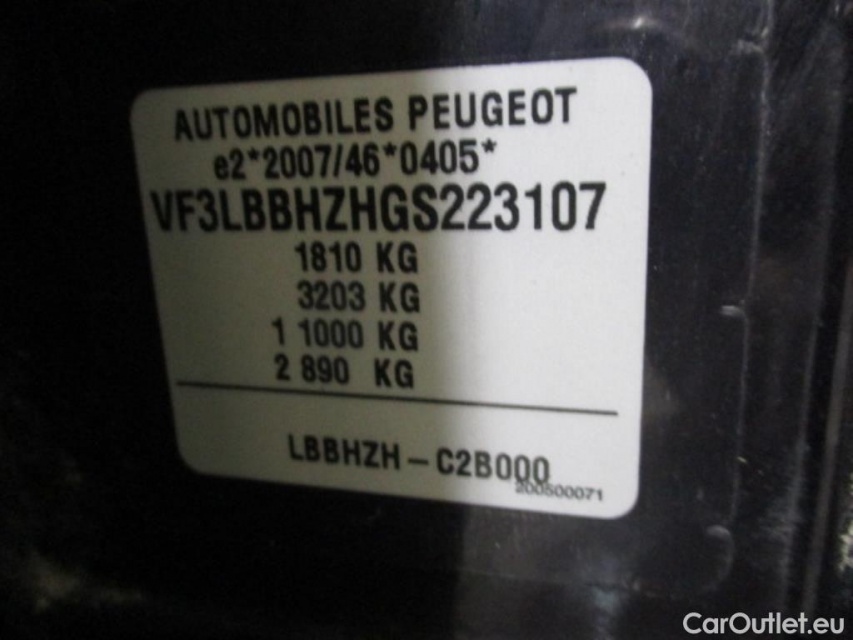 AUTOMOBILES PEUGEOT
e2*2007/46*0405*
VF3LBBHZHGS223107
1810 KG
3203 KG
1 1000 KG
2 890 KG
LBBHZH-C2B000
200500071
CarOutlet.eu